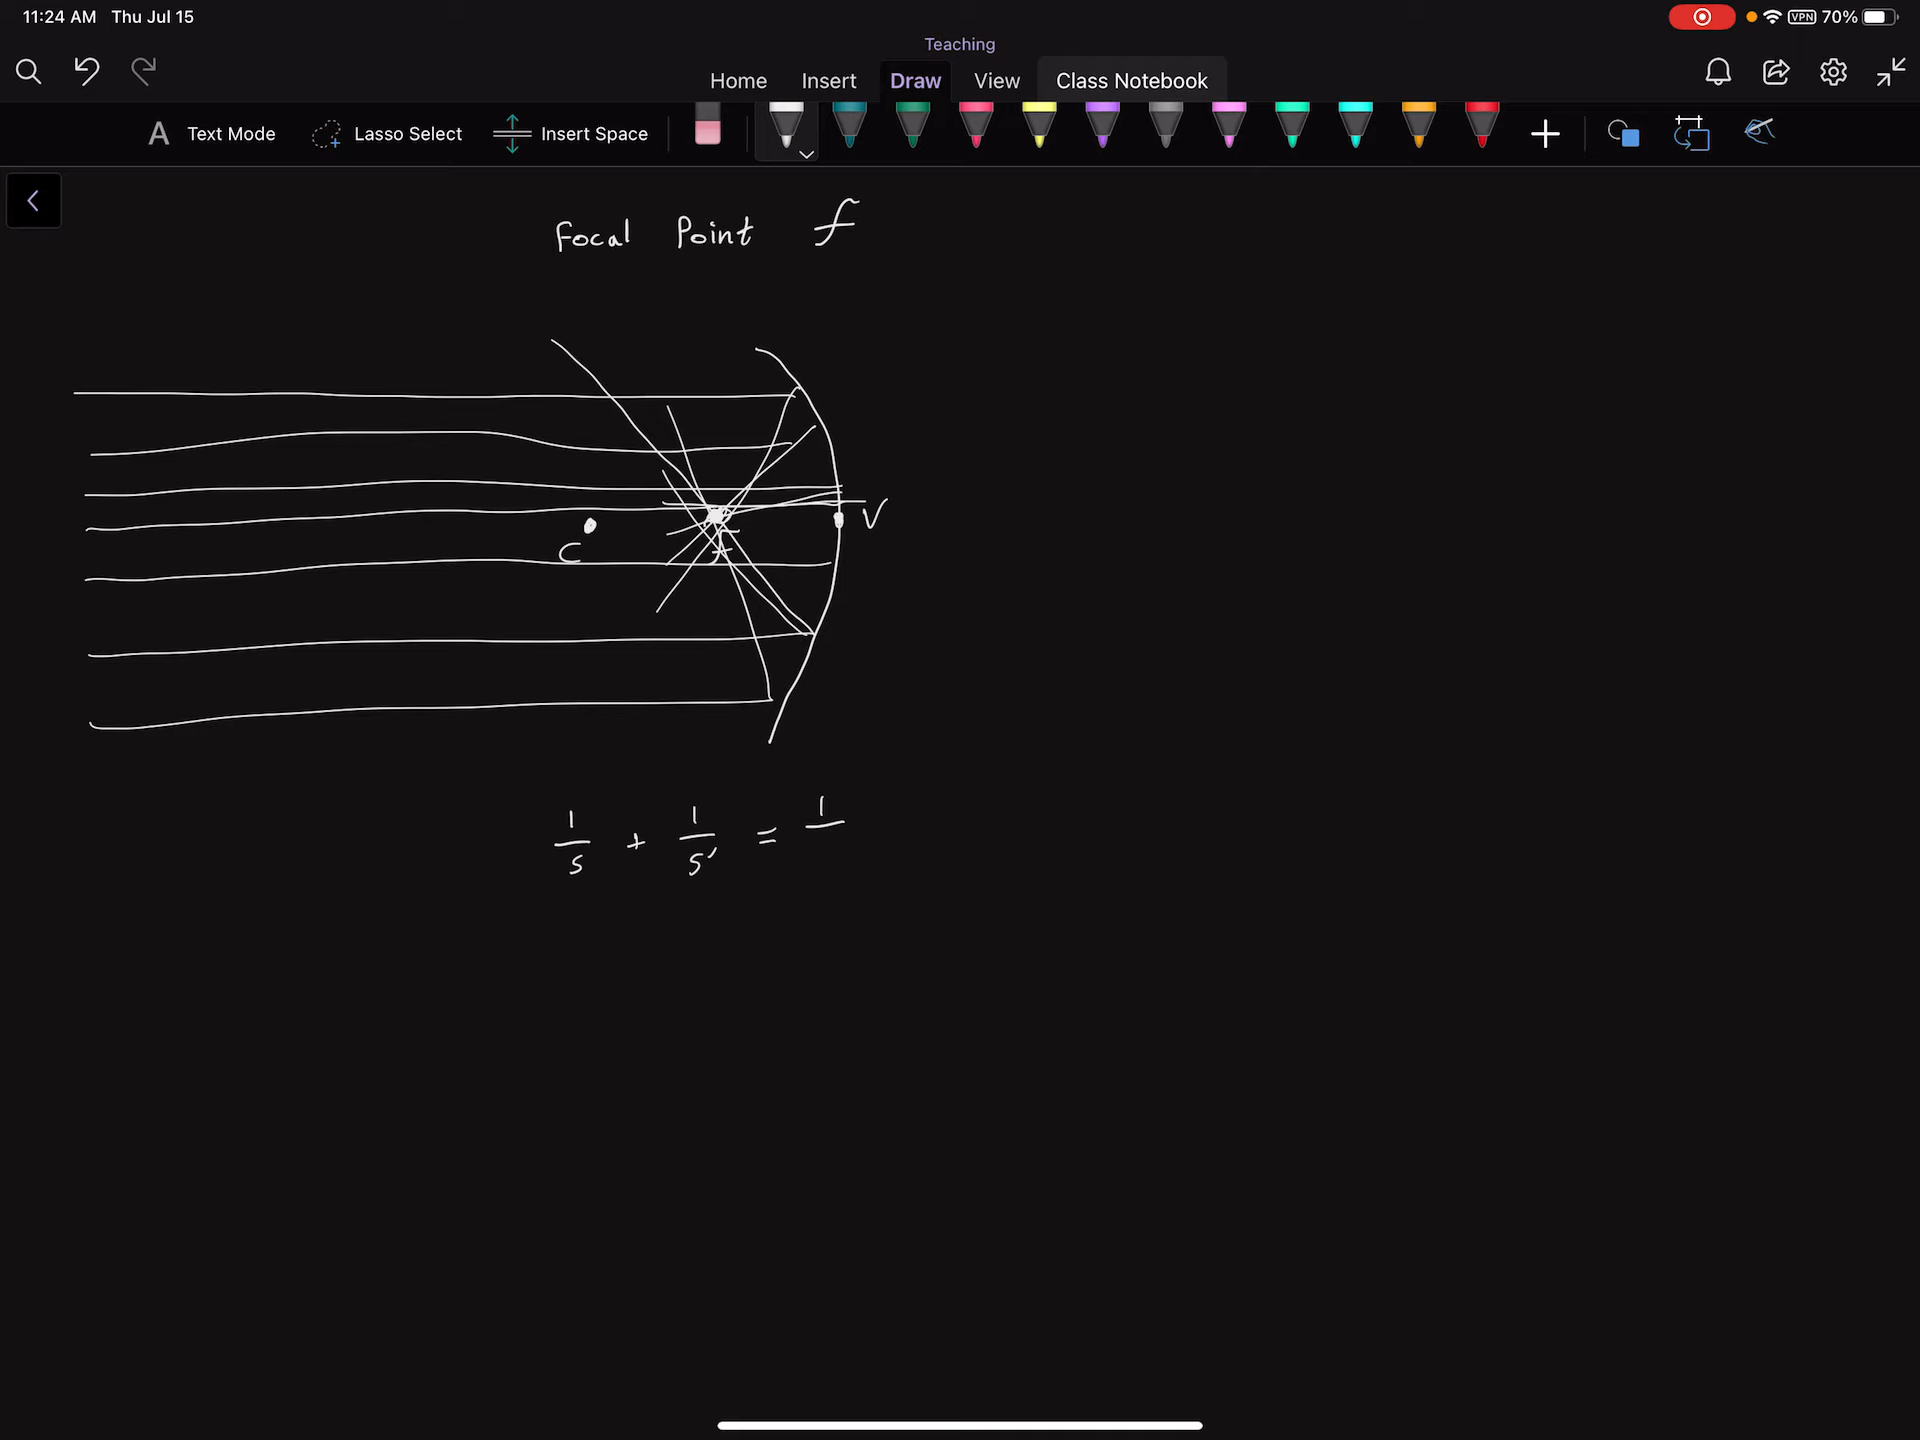 11:24 AM Thu Jul 15
VPN 70%
Teaching
Home Insert Draw View Class Notebook
A Text Mode Lasso Select Insert Space
Focal Point f
C f V
1/s + 1/s' = 1/